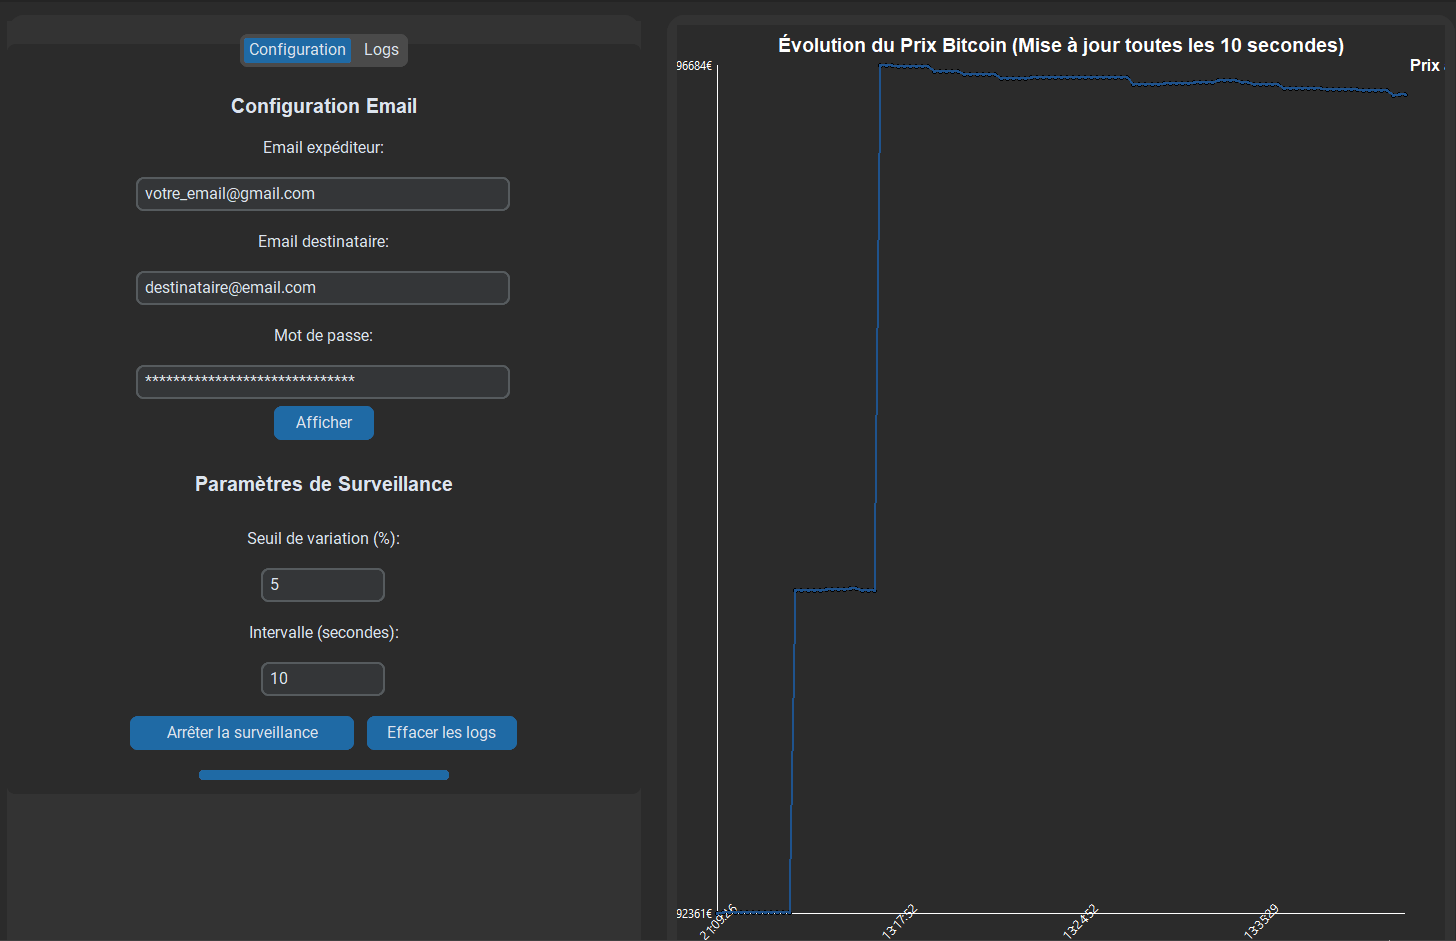 Configuration
Logs
Configuration Email
Email expéditeur:
votre_email@gmail.com
Email destinataire:
destinataire@email.com
Mot de passe:
******************************
Afficher
Paramètres de Surveillance
Seuil de variation (%):
5
Intervalle (secondes):
10
Arrêter la surveillance
Effacer les logs
Évolution du Prix Bitcoin (Mise à jour toutes les 10 secondes)
96684€
Prix
92361€
21:09:16
13:17:52
13:24:52
13:35:29